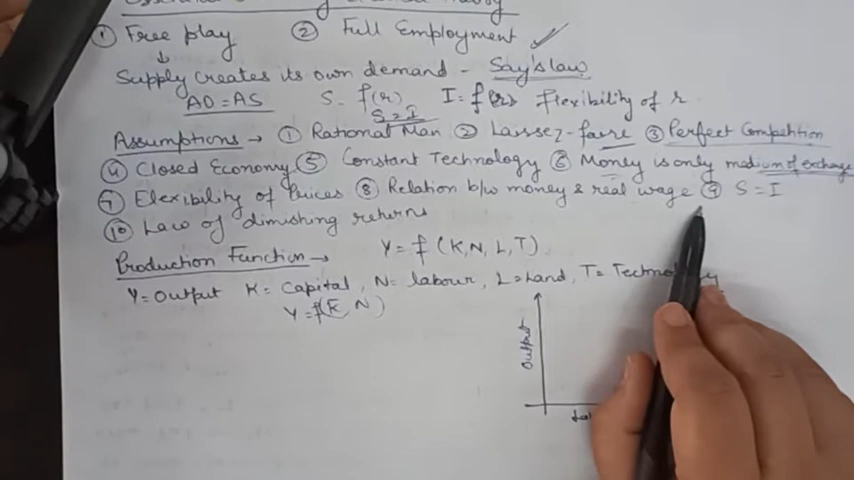 ① Free play ② Full Employment
Supply creates its own demand - Say's law
AD = AS S = f(r) I = f(r) Flexibility of r
S = I
Assumptions → ① Rational Man ② Laissez-faire ③ Perfect Competition
④ Closed Economy ⑤ Constant Technology ⑥ Money is only medium of exchange
⑦ Flexibility of Prices ⑧ Relation b/w money & real wage ⑨ S = I
⑩ Law of dimishing returns
Production Function → Y = f (K, N, L, T)
Y = Output K = Capital, N = labour, L = Land, T = Technology
Y = f(K, N)
Output